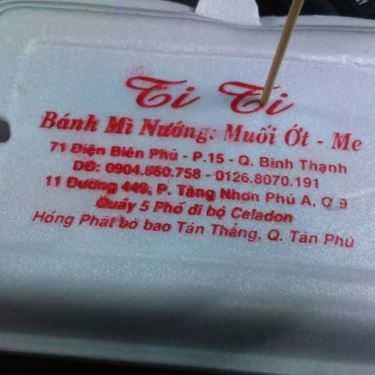 Ti Ti
Bánh Mì Nướng: Muối Ớt - Me
71 Điện Biên Phủ - P.15 - Q. Bình Thạnh
DĐ: 0904.650.758 - 0126.8070.191
11 Đường 449, P. Tăng Nhơn Phú A, Q 9
Quầy 5 Phố đi bộ Celadon
Hồng Phát bờ bao Tân Thắng, Q. Tân Phú